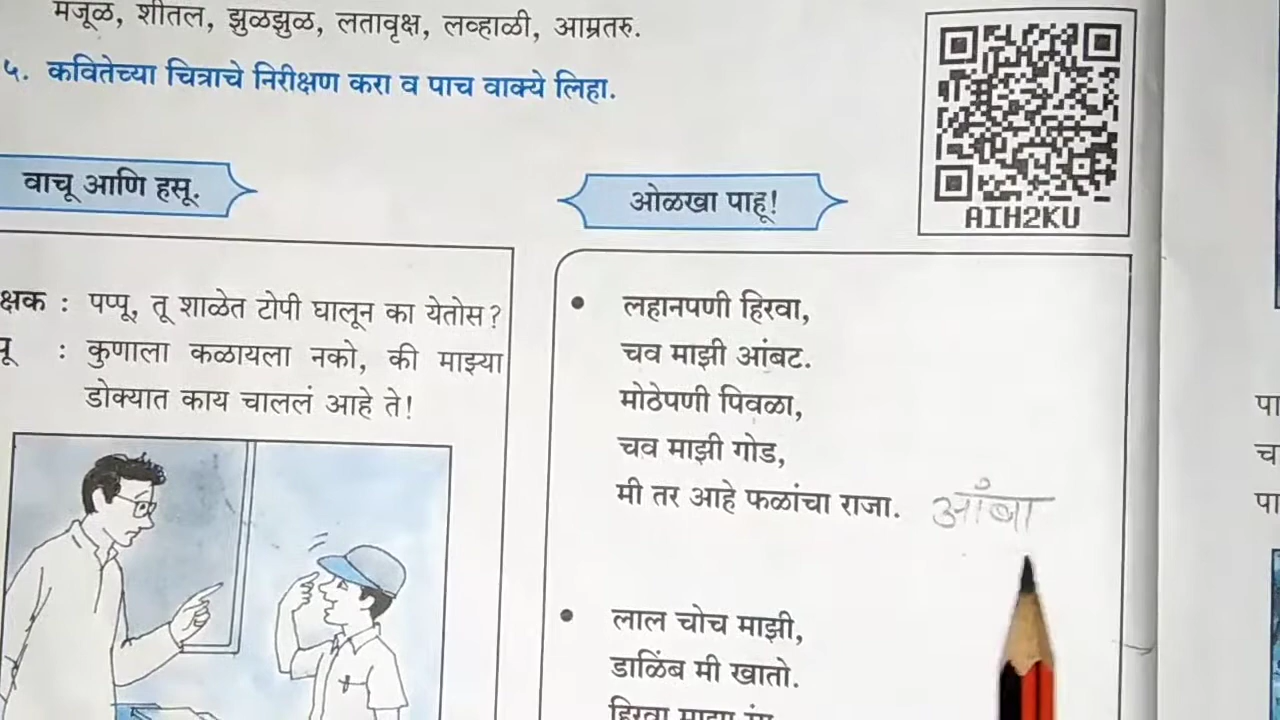 मजूळ, शीतल, झुळझुळ, लतावृक्ष, लव्हाळी, आम्रतरु.
५. कवितेच्या चित्राचे निरीक्षण करा व पाच वाक्ये लिहा.
AIH2KU
वाचू आणि हसू.
क्षक : पप्पू, तू शाळेत टोपी घालून का येतोस?
पू : कुणाला कळायला नको, की माझ्या
डोक्यात काय चाललं आहे ते!
ओळखा पाहू!
• लहानपणी हिरवा,
चव माझी आंबट.
मोठेपणी पिवळा,
चव माझी गोड,
मी तर आहे फळांचा राजा. आंबा
• लाल चोच माझी,
डाळिंब मी खातो.
हिरवा माझा रंग
पा
च
पा